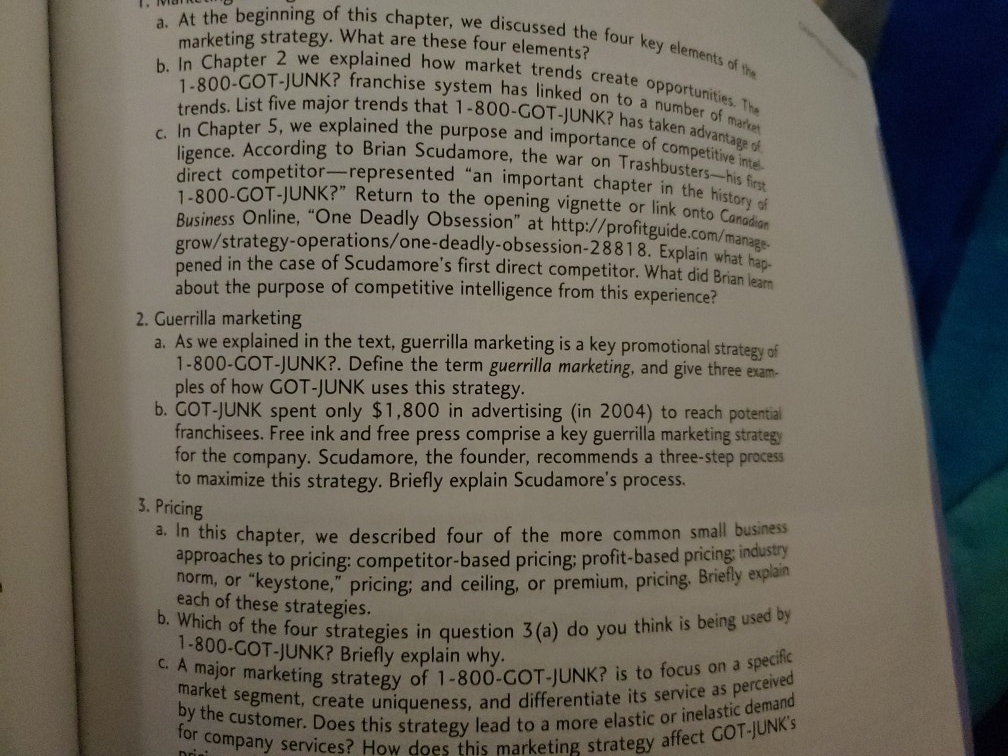 1. Marketing
a. At the beginning of this chapter, we discussed the four key elements of the
marketing strategy. What are these four elements?
b. In Chapter 2 we explained how market trends create opportunities. The
1-800-GOT-JUNK? franchise system has linked on to a number of market
trends. List five major trends that 1-800-GOT-JUNK? has taken advantage of.
c. In Chapter 5, we explained the purpose and importance of competitive intel-
ligence. According to Brian Scudamore, the war on Trashbusters—his first
direct competitor—represented "an important chapter in the history of
1-800-GOT-JUNK?" Return to the opening vignette or link onto Canadian
Business Online, "One Deadly Obsession" at http://profitguide.com/manage-
grow/strategy-operations/one-deadly-obsession-28818. Explain what hap-
pened in the case of Scudamore's first direct competitor. What did Brian learn
about the purpose of competitive intelligence from this experience?
2. Guerrilla marketing
a. As we explained in the text, guerrilla marketing is a key promotional strategy of
1-800-GOT-JUNK?. Define the term guerrilla marketing, and give three exam-
ples of how GOT-JUNK uses this strategy.
b. GOT-JUNK spent only $1,800 in advertising (in 2004) to reach potential
franchisees. Free ink and free press comprise a key guerrilla marketing strategy
for the company. Scudamore, the founder, recommends a three-step process
to maximize this strategy. Briefly explain Scudamore's process.
3. Pricing
a. In this chapter, we described four of the more common small business
approaches to pricing: competitor-based pricing; profit-based pricing; industry
norm, or "keystone," pricing; and ceiling, or premium, pricing. Briefly explain
each of these strategies.
b. Which of the four strategies in question 3(a) do you think is being used by
1-800-GOT-JUNK? Briefly explain why.
c. A major marketing strategy of 1-800-GOT-JUNK? is to focus on a specific
market segment, create uniqueness, and differentiate its service as perceived
by the customer. Does this strategy lead to a more elastic or inelastic demand
for company services? How does this marketing strategy affect GOT-JUNK's